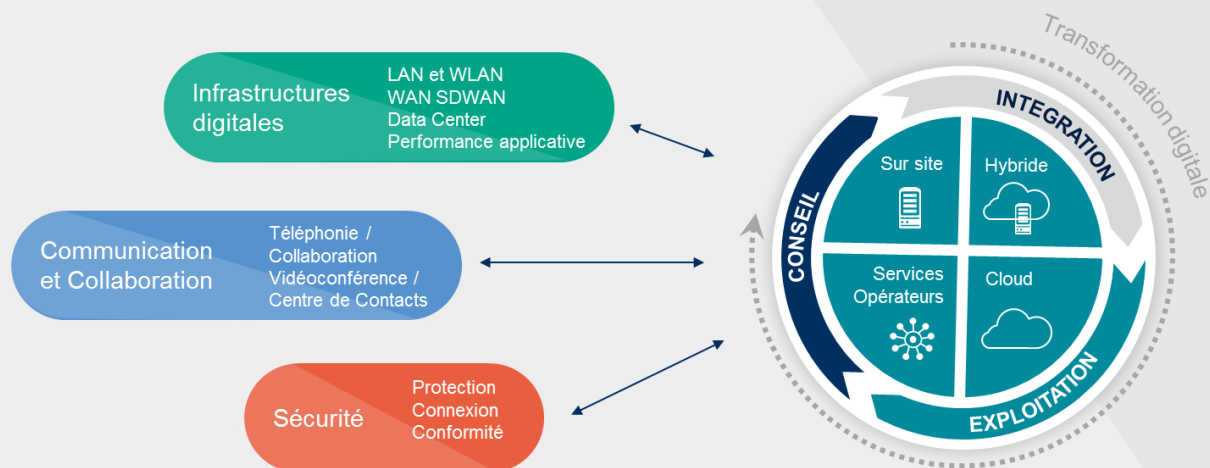 Infrastructures
digitales
LAN et WLAN
WAN SDWAN
Data Center
Performance applicative
Communication
et Collaboration
Téléphonie /
Collaboration
Vidéoconférence /
Centre de Contacts
Sécurité
Protection
Connexion
Conformité
Transformation digitale
INTEGRATION
CONSEIL
EXPLOITATION
Sur site
Hybride
Services
Opérateurs
Cloud